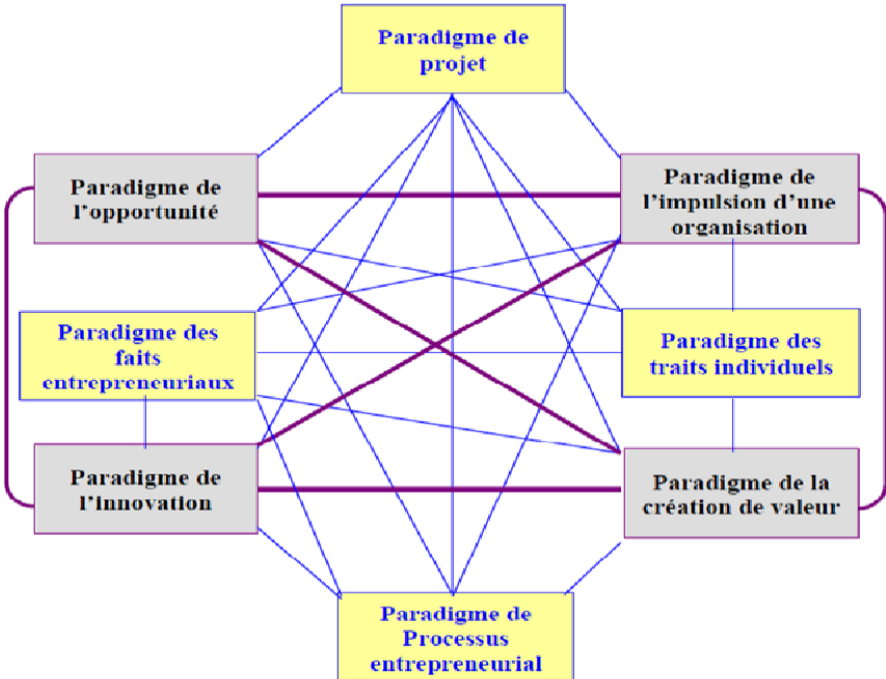 Paradigme de
projet
Paradigme de
l'opportunité
Paradigme de
l'impulsion d'une
organisation
Paradigme des
faits
entrepreneuriaux
Paradigme des
traits individuels
Paradigme de
l'innovation
Paradigme de la
création de valeur
Paradigme de
Processus
entrepreneurial